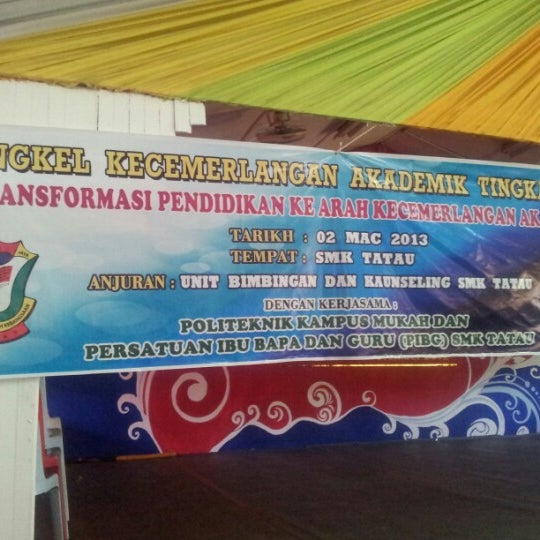 NGKEL KECEMERLANGAN AKADEMIK TINGKA
ANSFORMASI PENDIDIKAN KE ARAH KECEMERLANGAN AK
TARIKH : 02 MAC 2013
TEMPAT : SMK TATAU
ANJURAN : UNIT BIMBINGAN DAN KAUNSELING SMK TATAU
DENGAN KERJASAMA :
POLITEKNIK KAMPUS MUKAH DAN
PERSATUAN IBU BAPA DAN GURU (PIBG) SMK TATAU